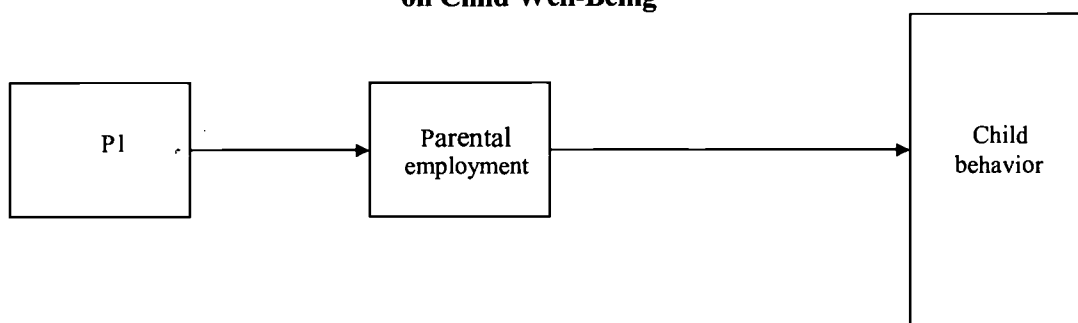 on Child Well-Being
P1
Parental
employment
Child
behavior